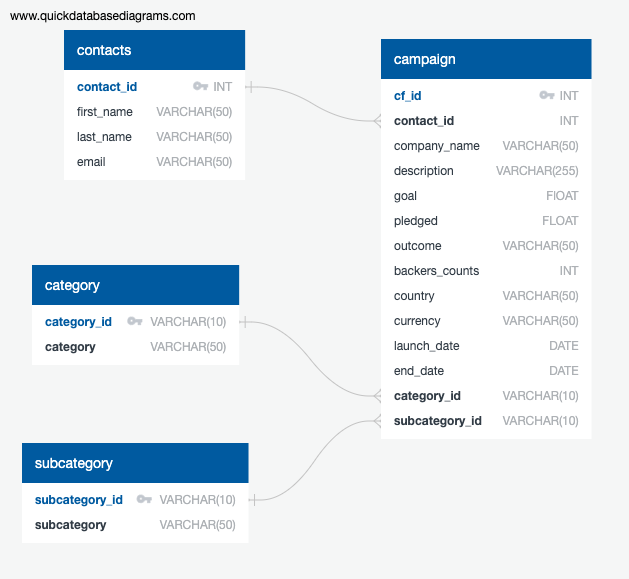 www.quickdatabasediagrams.com
contacts
contact_id INT
first_name VARCHAR(50)
last_name VARCHAR(50)
email VARCHAR(50)
campaign
cf_id INT
contact_id INT
company_name VARCHAR(50)
description VARCHAR(255)
goal FlOAT
pledged FLOAT
outcome VARCHAR(50)
backers_counts INT
country VARCHAR(50)
currency VARCHAR(50)
launch_date DATE
end_date DATE
category_id VARCHAR(10)
subcategory_id VARCHAR(10)
category
category_id VARCHAR(10)
category VARCHAR(50)
subcategory
subcategory_id VARCHAR(10)
subcategory VARCHAR(50)